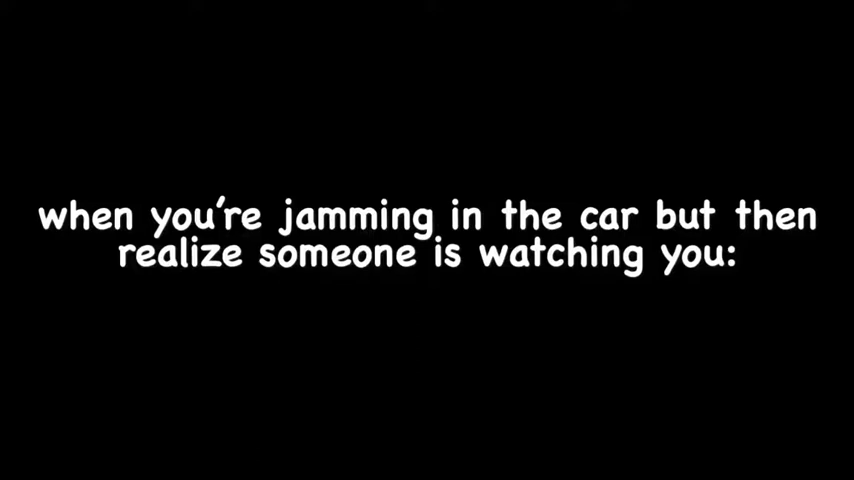 when you're jamming in the car but then
realize someone is watching you: